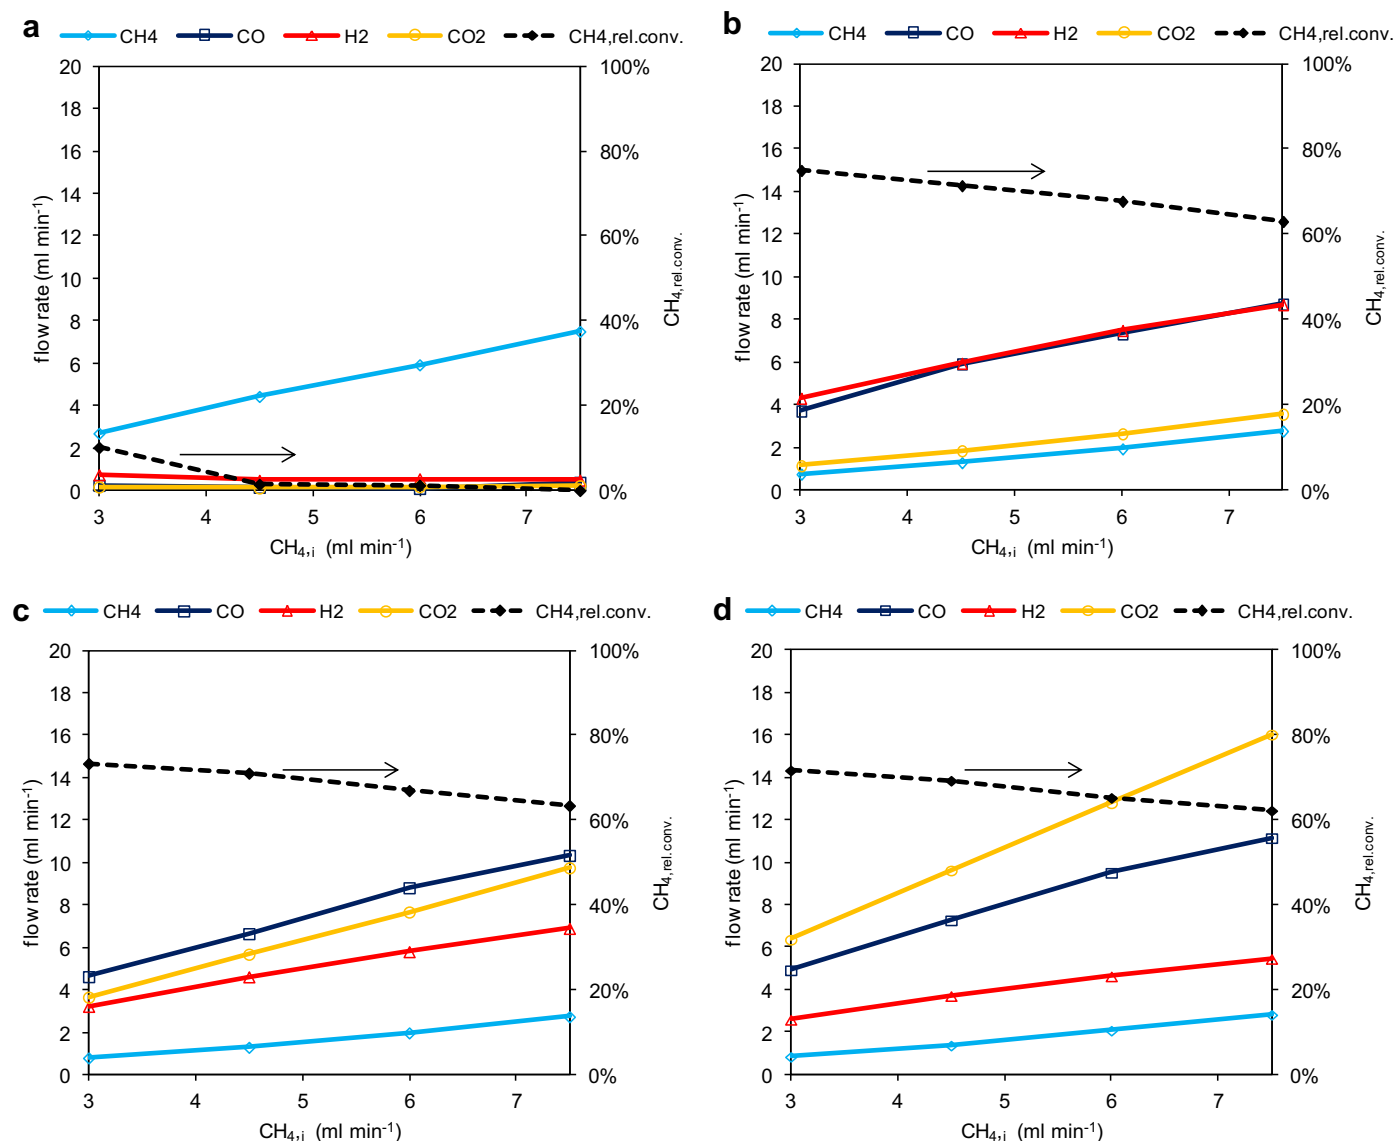 a
CH4 CO H2 CO2 CH4,rel.conv.
20 100%
18
16 80%
14
12 60%
10
8 40%
6
4 20%
2
0 0%
3 4 5 6 7
flow rate (ml min-1)
CH4,rel.conv.
CH4,i (ml min-1)
b
CH4 CO H2 CO2 CH4,rel.conv.
20 100%
18
16 80%
14
12 60%
10
8 40%
6
4 20%
2
0 0%
3 4 5 6 7
flow rate (ml min-1)
CH4,rel.conv.
CH4,i (ml min-1)
c
CH4 CO H2 CO2 CH4,rel.conv.
20 100%
18
16 80%
14
12 60%
10
8 40%
6
4 20%
2
0 0%
3 4 5 6 7
flow rate (ml min-1)
CH4,rel.conv.
CH4,i (ml min-1)
d
CH4 CO H2 CO2 CH4,rel.conv.
20 100%
18
16 80%
14
12 60%
10
8 40%
6
4 20%
2
0 0%
3 4 5 6 7
flow rate (ml min-1)
CH4,rel.conv.
CH4,i (ml min-1)